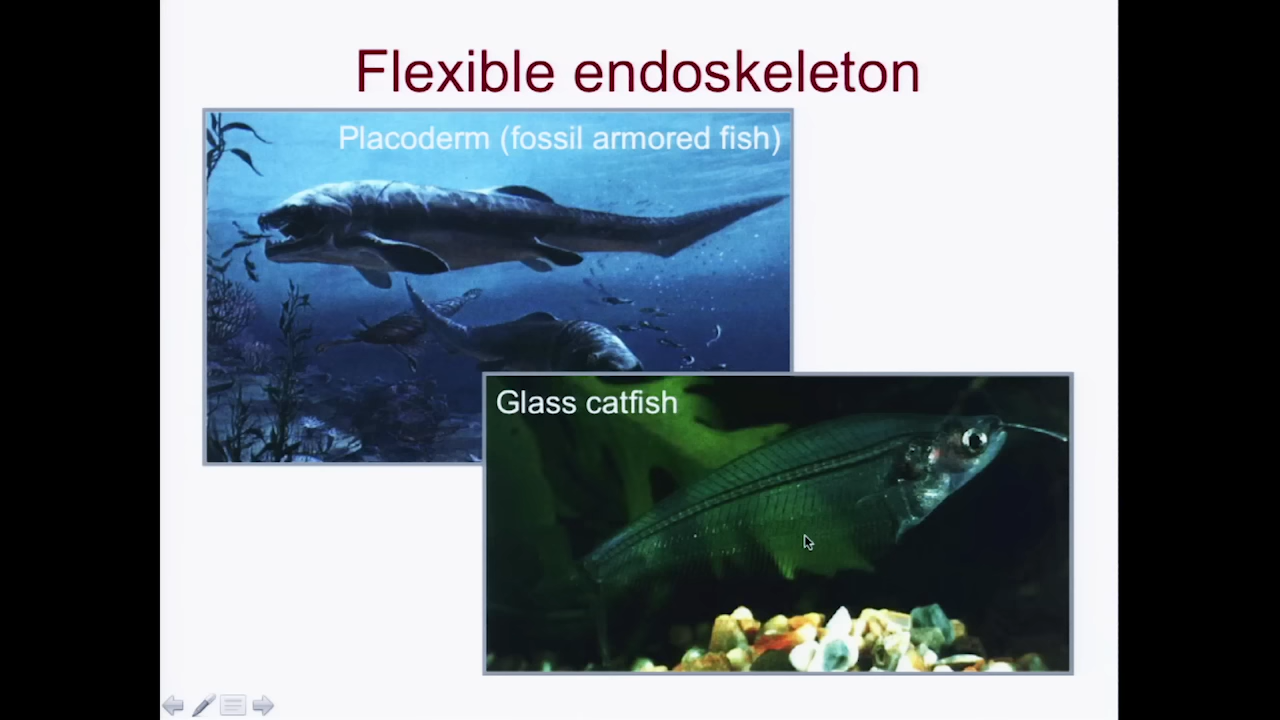 Flexible endoskeleton
Placoderm (fossil armored fish)
Glass catfish